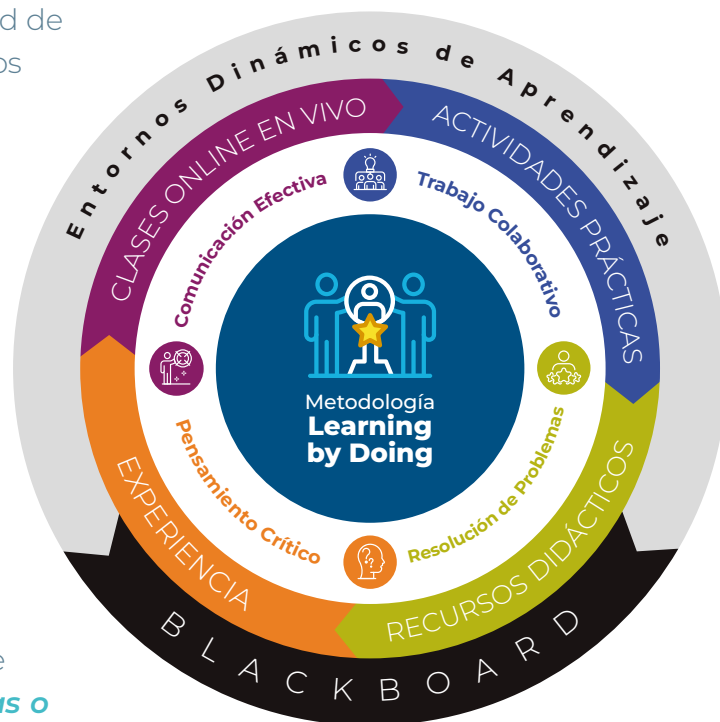 d de
os
Entornos Dinámicos de Aprendizaje
CLASES ONLINE EN VIVO
ACTIVIDADES PRÁCTICAS
Comunicación Efectiva
Trabajo Colaborativo
Metodología
Learning
by Doing
Pensamiento Crítico
Resolución de Problemas
EXPERIENCIA
RECURSOS DIDÁCTICOS
BLACKBOARD
e
as o